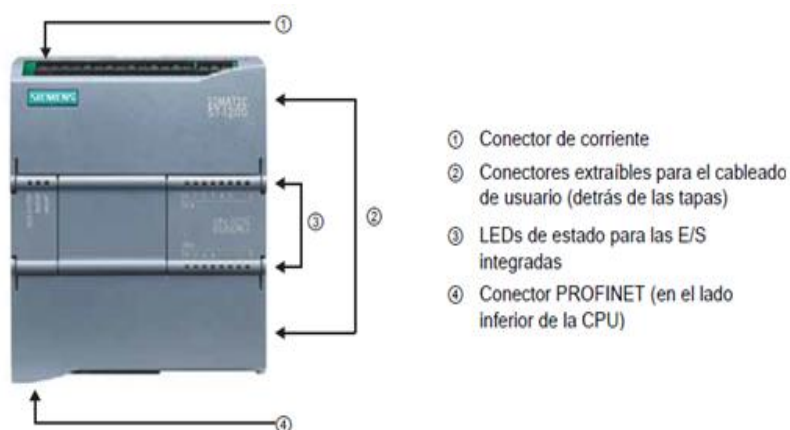 ①
SIEMENS
SIMATIC
S7-1200
③
②
④
① Conector de corriente
② Conectores extraíbles para el cableado
de usuario (detrás de las tapas)
③ LEDs de estado para las E/S
integradas
④ Conector PROFINET (en el lado
inferior de la CPU)